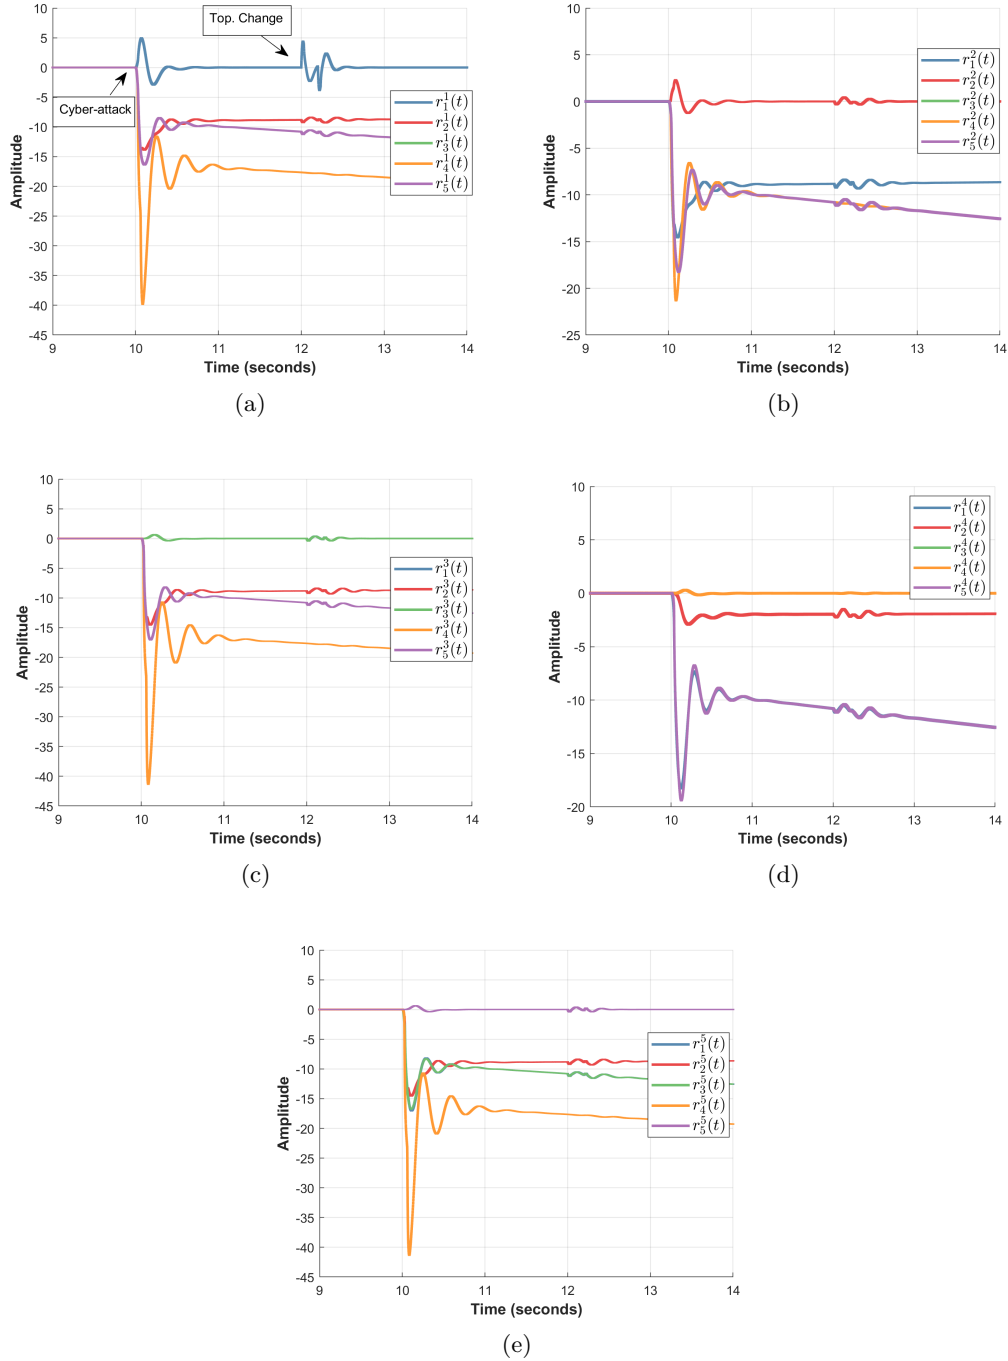 Top. Change
Cyber-attack
10
5
0
-5
-10
-15
-20
-25
-30
-35
-40
-45
9
10
11
12
13
14
Amplitude
Time (seconds)
r_1^1(t)
r_2^1(t)
r_3^1(t)
r_4^1(t)
r_5^1(t)
(a)
10
5
0
-5
-10
-15
-20
-25
9
10
11
12
13
14
Amplitude
Time (seconds)
r_1^2(t)
r_2^2(t)
r_3^2(t)
r_4^2(t)
r_5^2(t)
(b)
10
5
0
-5
-10
-15
-20
-25
-30
-35
-40
-45
9
10
11
12
13
14
Amplitude
Time (seconds)
r_1^3(t)
r_2^3(t)
r_3^3(t)
r_4^3(t)
r_5^3(t)
(c)
10
5
0
-5
-10
-15
-20
9
10
11
12
13
14
Amplitude
Time (seconds)
r_1^4(t)
r_2^4(t)
r_3^4(t)
r_4^4(t)
r_5^4(t)
(d)
10
5
0
-5
-10
-15
-20
-25
-30
-35
-40
-45
9
10
11
12
13
14
Amplitude
Time (seconds)
r_1^5(t)
r_2^5(t)
r_3^5(t)
r_4^5(t)
r_5^5(t)
(e)